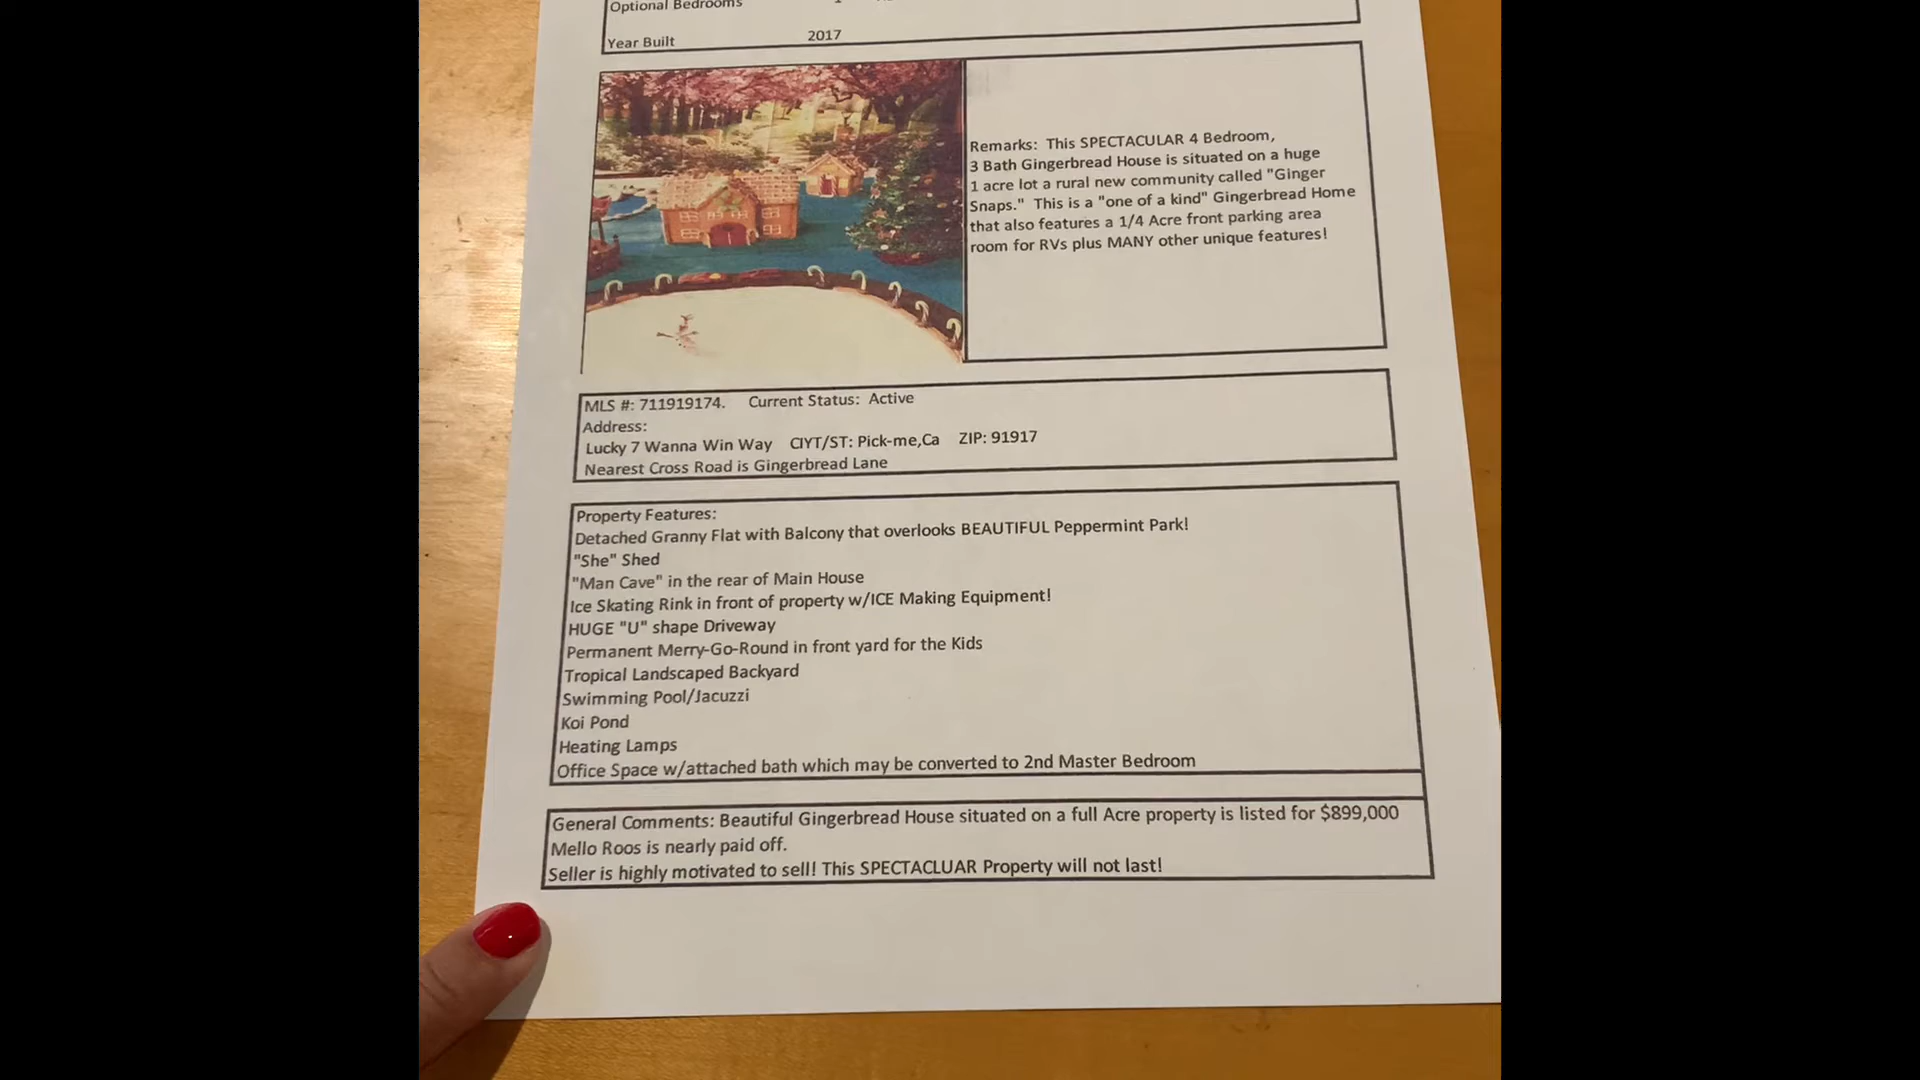 Optional Bedrooms
Year Built 2017
Remarks: This SPECTACULAR 4 Bedroom,
3 Bath Gingerbread House is situated on a huge
1 acre lot a rural new community called "Ginger
Snaps." This is a "one of a kind" Gingerbread Home
that also features a 1/4 Acre front parking area
room for RVs plus MANY other unique features!
MLS #: 711919174. Current Status: Active
Address:
Lucky 7 Wanna Win Way CIYT/ST: Pick-me,Ca ZIP: 91917
Nearest Cross Road is Gingerbread Lane
Property Features:
Detached Granny Flat with Balcony that overlooks BEAUTIFUL Peppermint Park!
"She" Shed
"Man Cave" in the rear of Main House
Ice Skating Rink in front of property w/ICE Making Equipment!
HUGE "U" shape Driveway
Permanent Merry-Go-Round in front yard for the Kids
Tropical Landscaped Backyard
Swimming Pool/Jacuzzi
Koi Pond
Heating Lamps
Office Space w/attached bath which may be converted to 2nd Master Bedroom
General Comments: Beautiful Gingerbread House situated on a full Acre property is listed for $899,000
Mello Roos is nearly paid off.
Seller is highly motivated to sell! This SPECTACLUAR Property will not last!